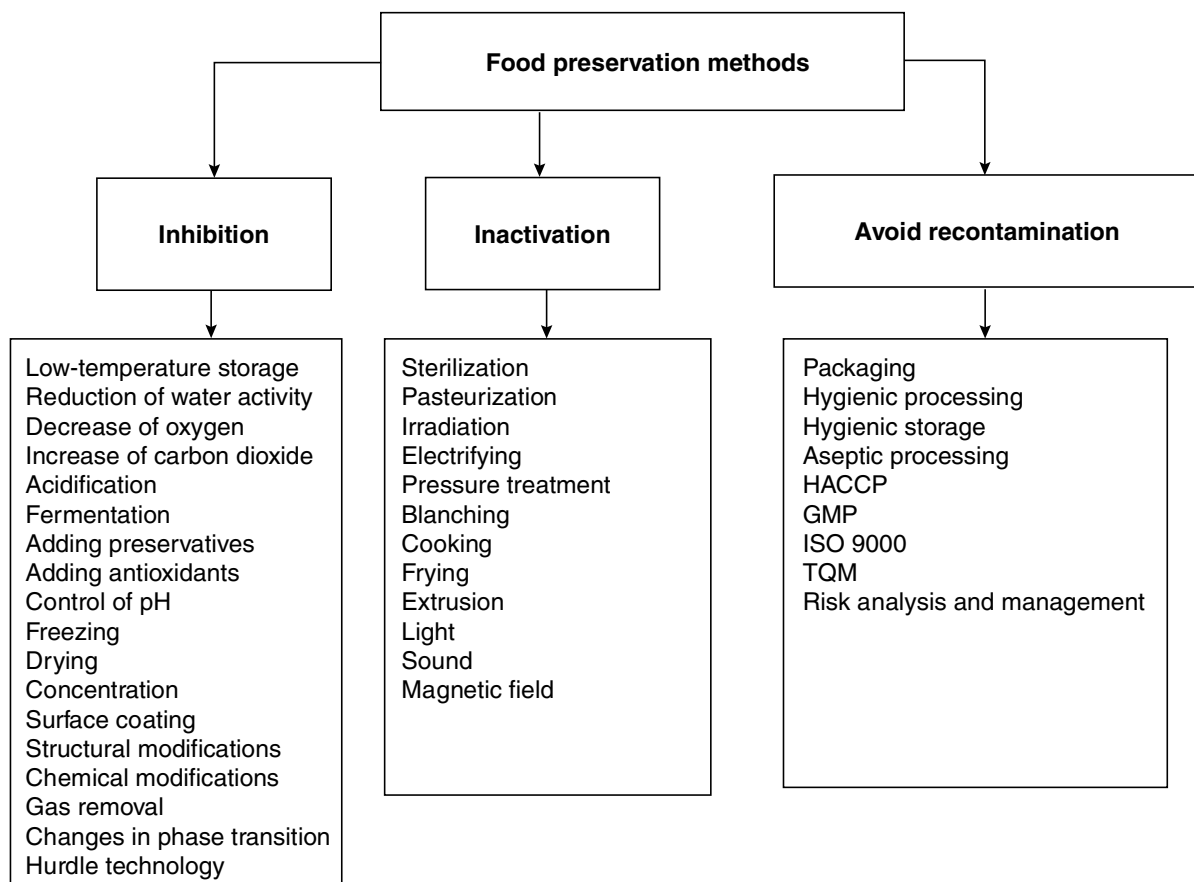 Food preservation methods
Inhibition
Inactivation
Avoid recontamination
Low-temperature storage
Reduction of water activity
Decrease of oxygen
Increase of carbon dioxide
Acidification
Fermentation
Adding preservatives
Adding antioxidants
Control of pH
Freezing
Drying
Concentration
Surface coating
Structural modifications
Chemical modifications
Gas removal
Changes in phase transition
Hurdle technology
Sterilization
Pasteurization
Irradiation
Electrifying
Pressure treatment
Blanching
Cooking
Frying
Extrusion
Light
Sound
Magnetic field
Packaging
Hygienic processing
Hygienic storage
Aseptic processing
HACCP
GMP
ISO 9000
TQM
Risk analysis and management